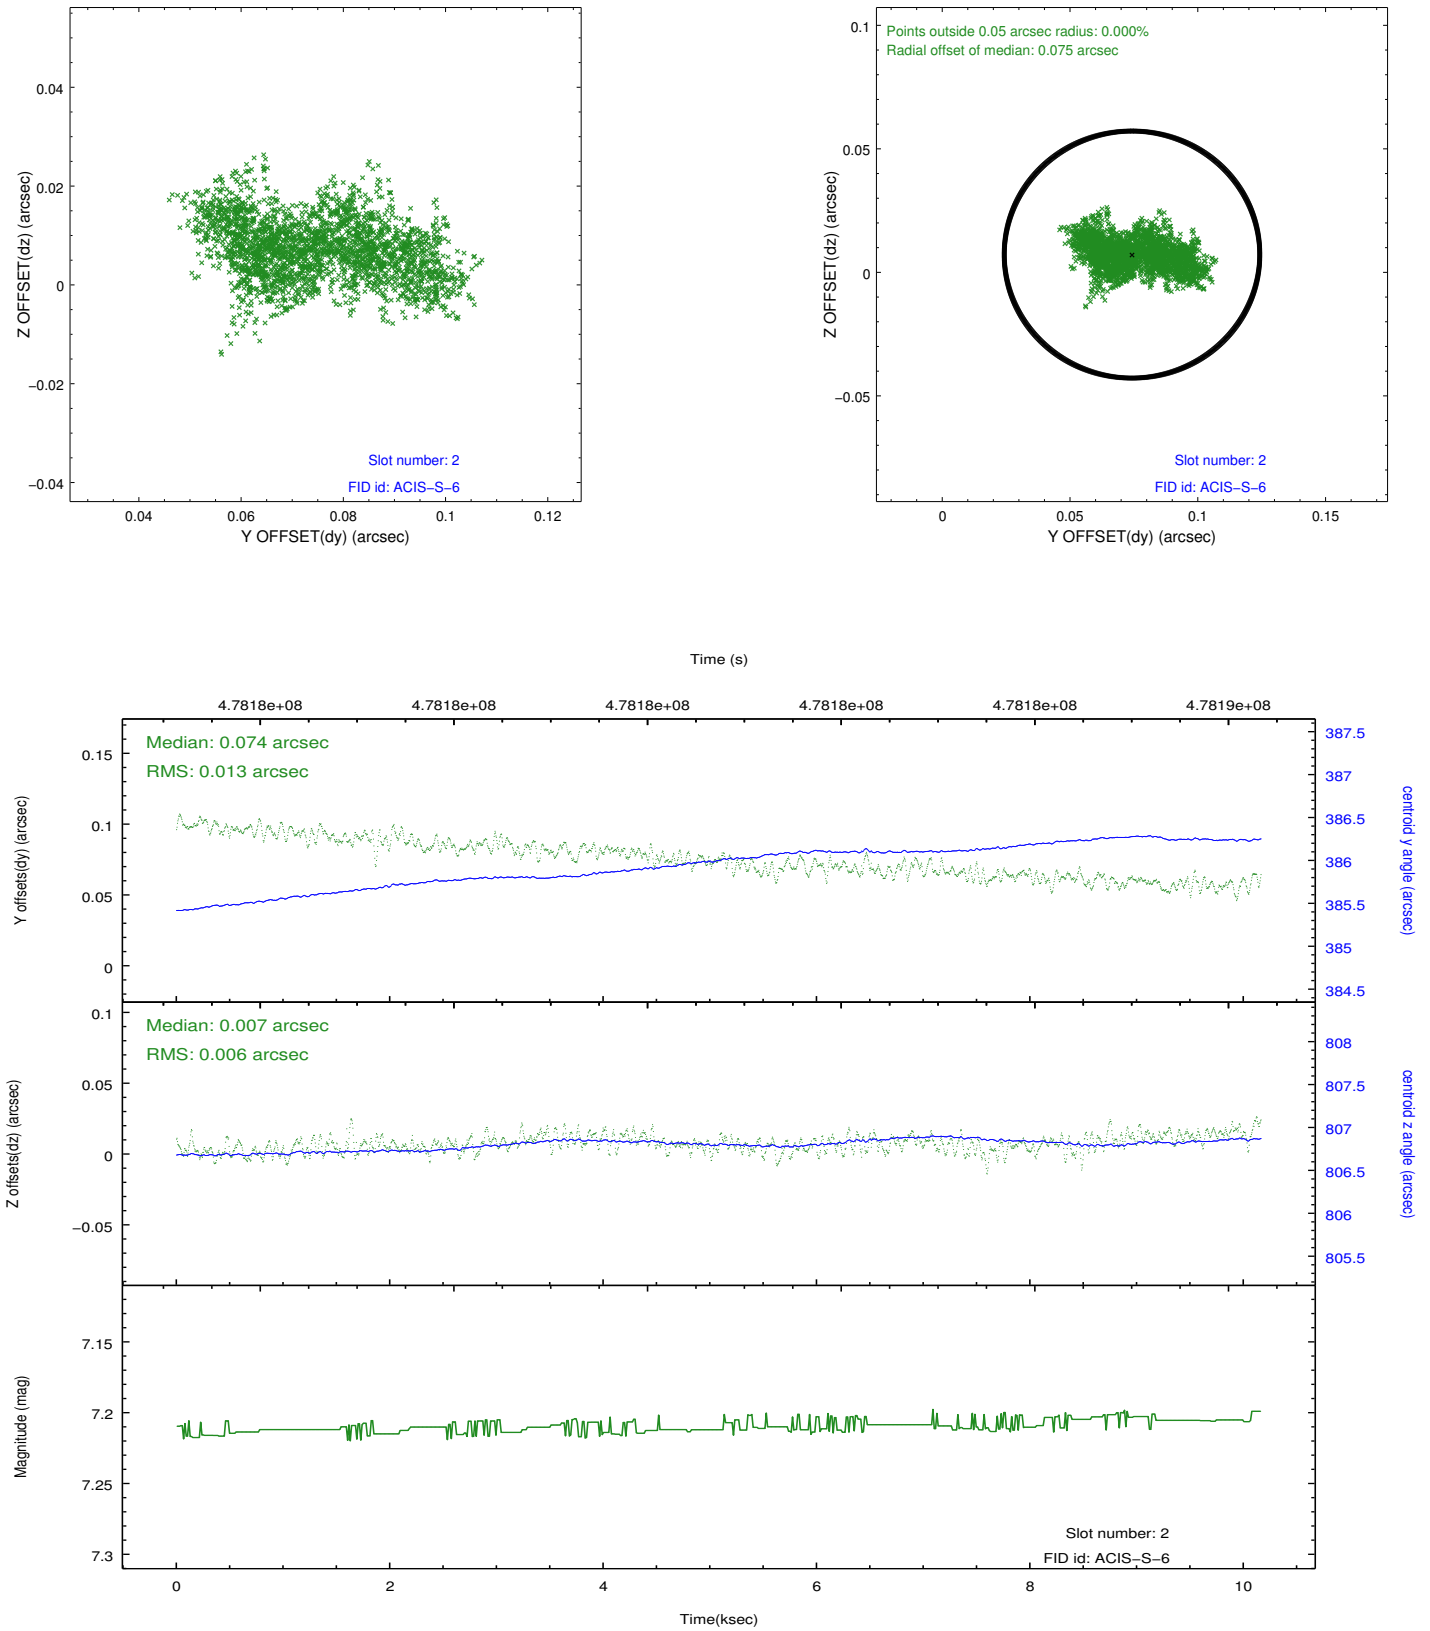 0.04
0.02
0
−0.02
−0.04
Z OFFSET(dz) (arcsec)
Slot number: 2
FID id: ACIS−S−6
0.04 0.06 0.08 0.1 0.12
Y OFFSET(dy) (arcsec)
Points outside 0.05 arcsec radius: 0.000%
Radial offset of median: 0.075 arcsec
0.1
0.05
0
−0.05
Z OFFSET(dz) (arcsec)
Slot number: 2
FID id: ACIS−S−6
0 0.05 0.1 0.15
Y OFFSET(dy) (arcsec)
Time (s)
4.7818e+08 4.7818e+08 4.7818e+08 4.7818e+08 4.7818e+08 4.7819e+08
Median: 0.074 arcsec
RMS: 0.013 arcsec
0.15
0.1
0.05
0
Y offsets(dy) (arcsec)
387.5
387
386.5
386
385.5
385
384.5
centroid y angle (arcsec)
Median: 0.007 arcsec
RMS: 0.006 arcsec
0.1
0.05
0
−0.05
Z offsets(dz) (arcsec)
808
807.5
807
806.5
806
805.5
centroid z angle (arcsec)
7.15
7.2
7.25
7.3
Magnitude (mag)
Slot number: 2
FID id: ACIS−S−6
0 2 4 6 8 10
Time(ksec)